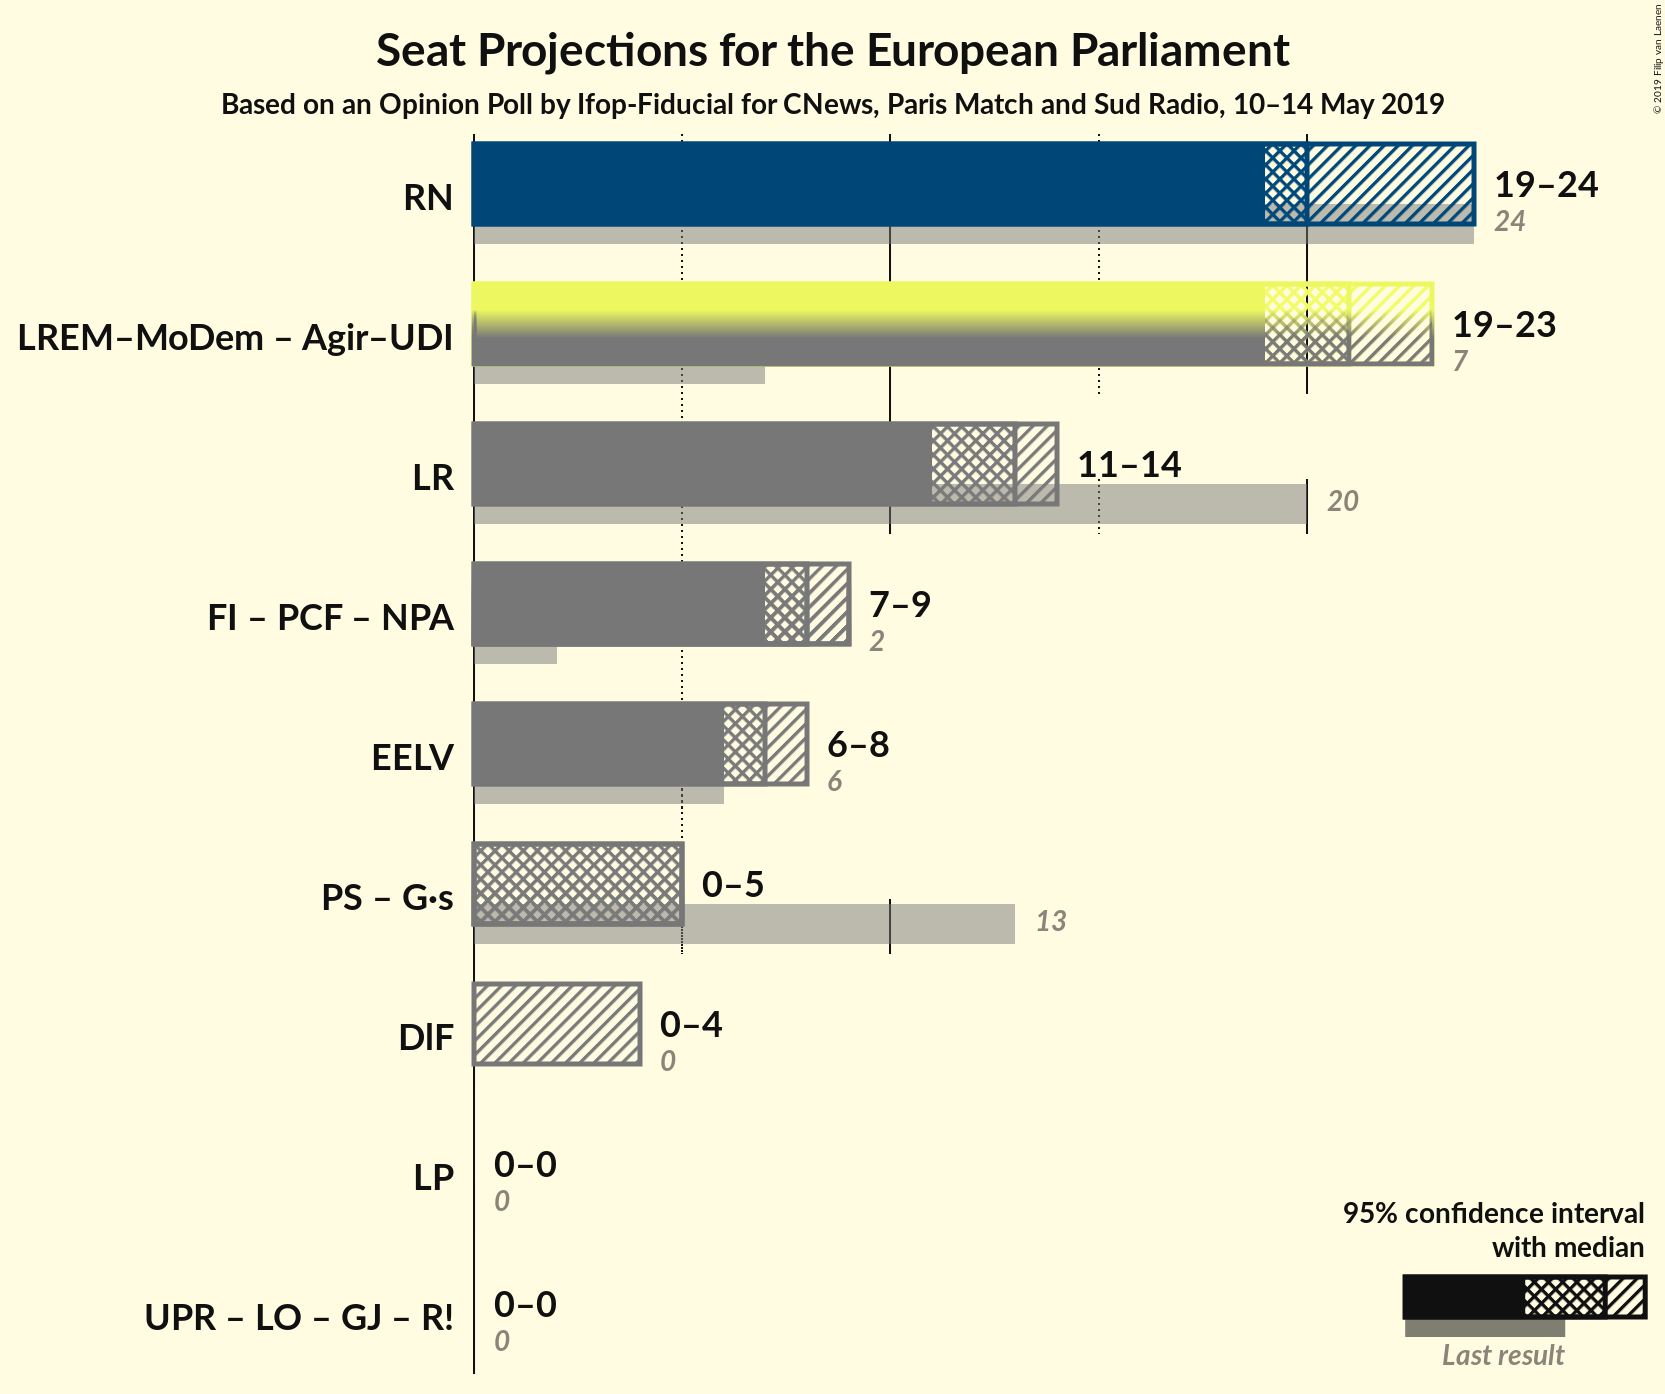 Seat Projections for the European Parliament
Based on an Opinion Poll by Ifop-Fiducial for CNews, Paris Match and Sud Radio, 10–14 May 2019
© 2019 Filip van Laenen
RN
19–24
24
LREM–MoDem – Agir–UDI
19–23
7
LR
11–14
20
FI – PCF – NPA
7–9
2
EELV
6–8
6
PS – G·s
0–5
13
DlF
0–4
0
LP
0–0
0
UPR – LO – GJ – R!
0–0
0
95% confidence interval
with median
Last result